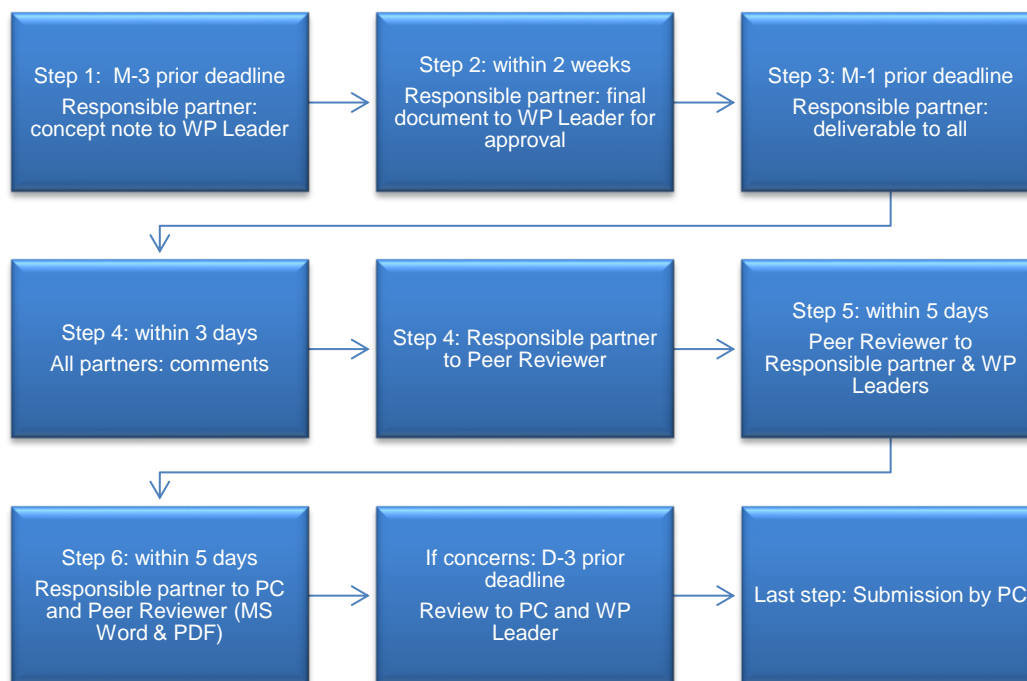 Step 1:  M-3 prior deadline
Responsible partner:
concept note to WP Leader
Step 2: within 2 weeks
Responsible partner: final
document to WP Leader for
approval
Step 3: M-1 prior deadline
Responsible partner:
deliverable to all
Step 4: within 3 days
All partners: comments
Step 4: Responsible partner
to Peer Reviewer
Step 5: within 5 days
Peer Reviewer to
Responsible partner & WP
Leaders
Step 6: within 5 days
Responsible partner to PC
and Peer Reviewer (MS
Word & PDF)
If concerns: D-3 prior
deadline
Review to PC and WP
Leader
Last step: Submission by PC